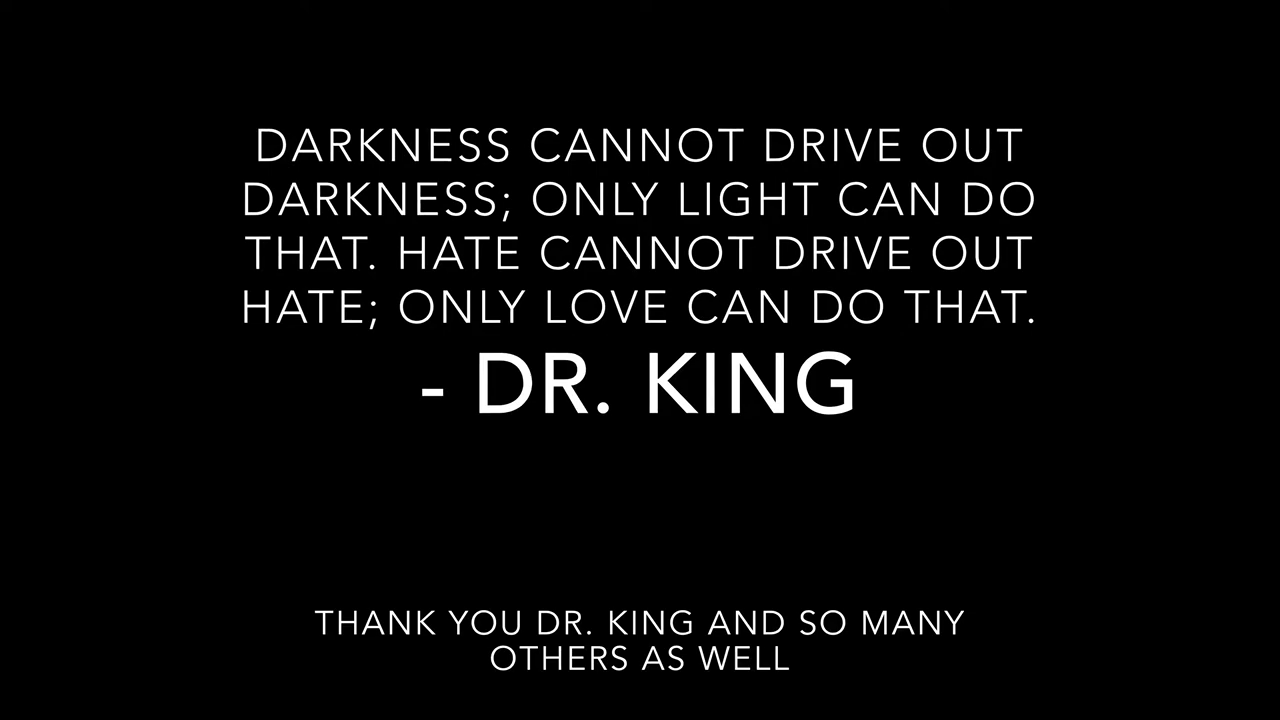 DARKNESS CANNOT DRIVE OUT
DARKNESS; ONLY LIGHT CAN DO
THAT. HATE CANNOT DRIVE OUT
HATE; ONLY LOVE CAN DO THAT.
- DR. KING
THANK YOU DR. KING AND SO MANY
OTHERS AS WELL